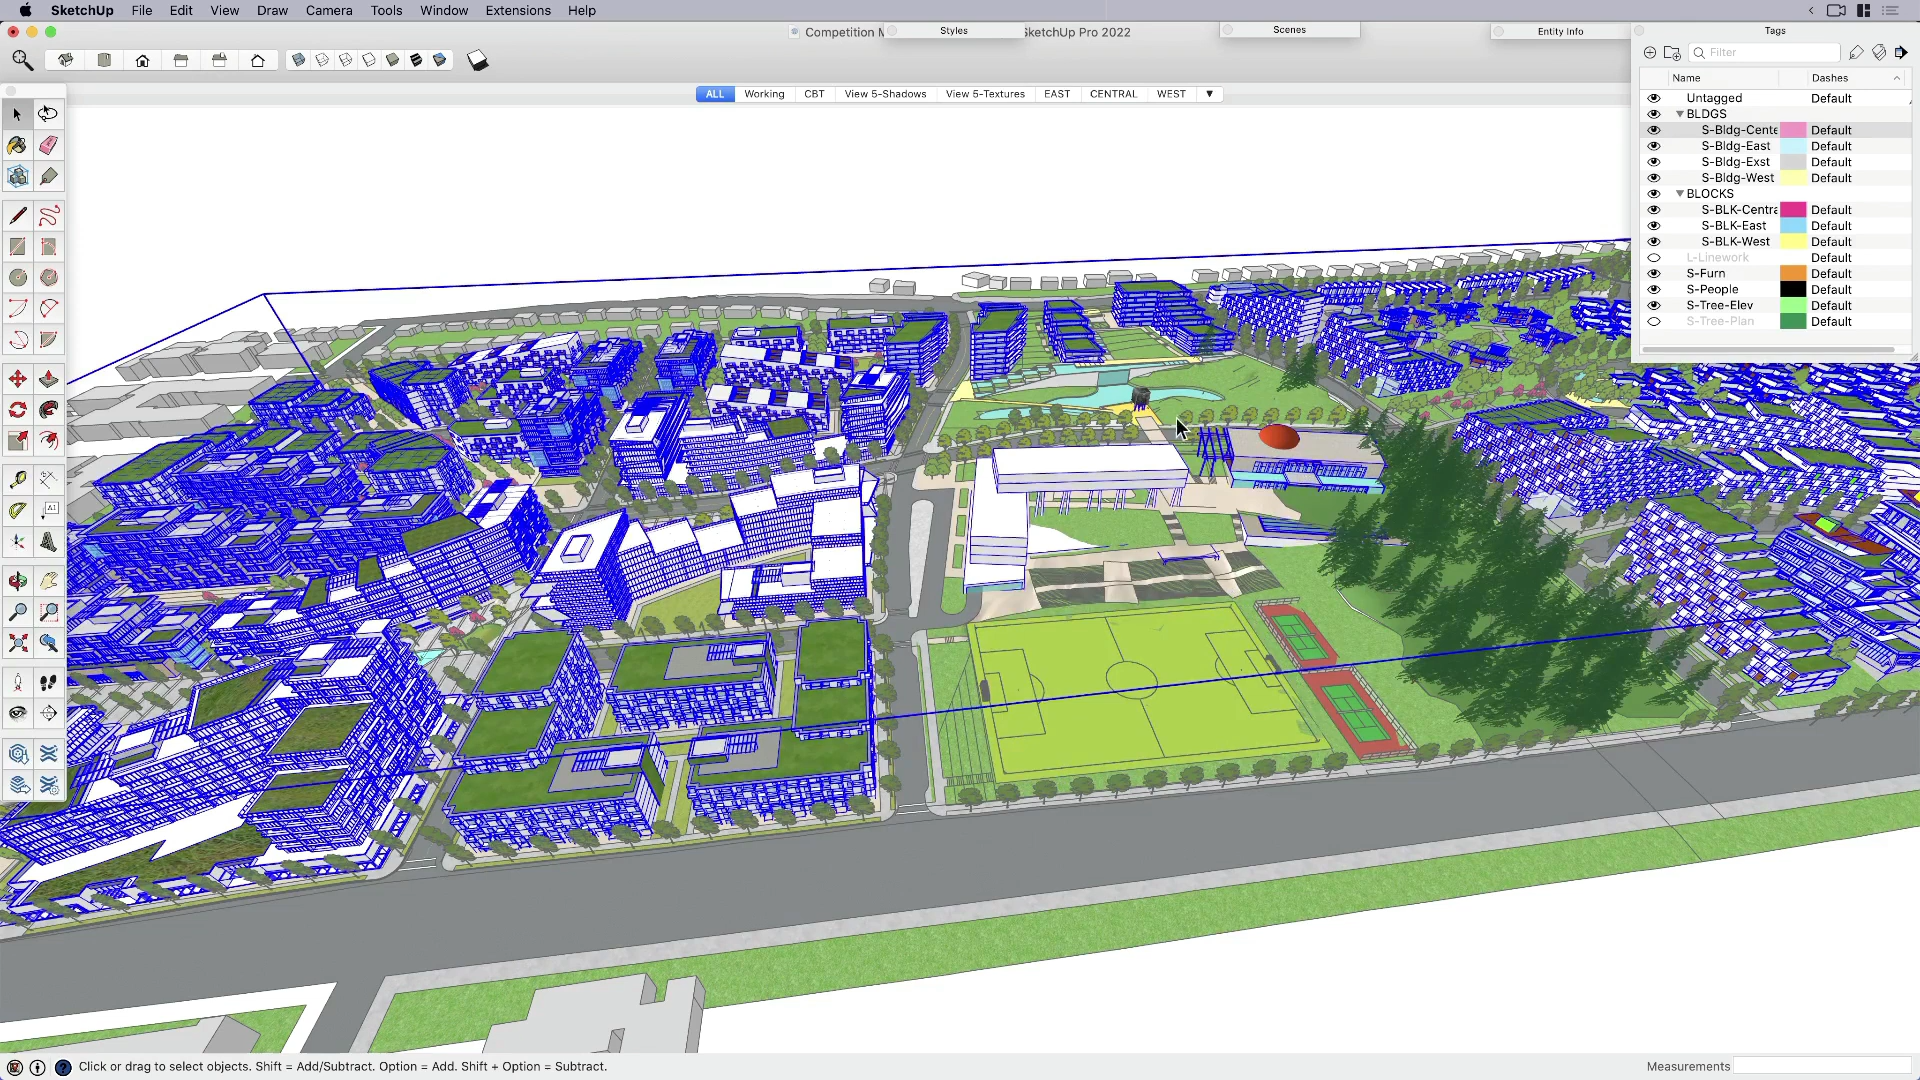 SketchUp File Edit View Draw Camera Tools Window Extensions Help
Competition M Styles SketchUp Pro 2022 Scenes Entity Info Tags
Filter
Name Dashes
ALL Working CBT View 5-Shadows View 5-Textures EAST CENTRAL WEST
Untagged Default
BLDGS
S-Bldg-Cente Default
S-Bldg-East Default
S-Bldg-Exst Default
S-Bldg-West Default
BLOCKS
S-BLK-Centra Default
S-BLK-East Default
S-BLK-West Default
L-Linework Default
S-Furn Default
S-People Default
S-Tree-Elev Default
S-Tree-Plan Default
Click or drag to select objects. Shift = Add/Subtract. Option = Add. Shift + Option = Subtract.
Measurements